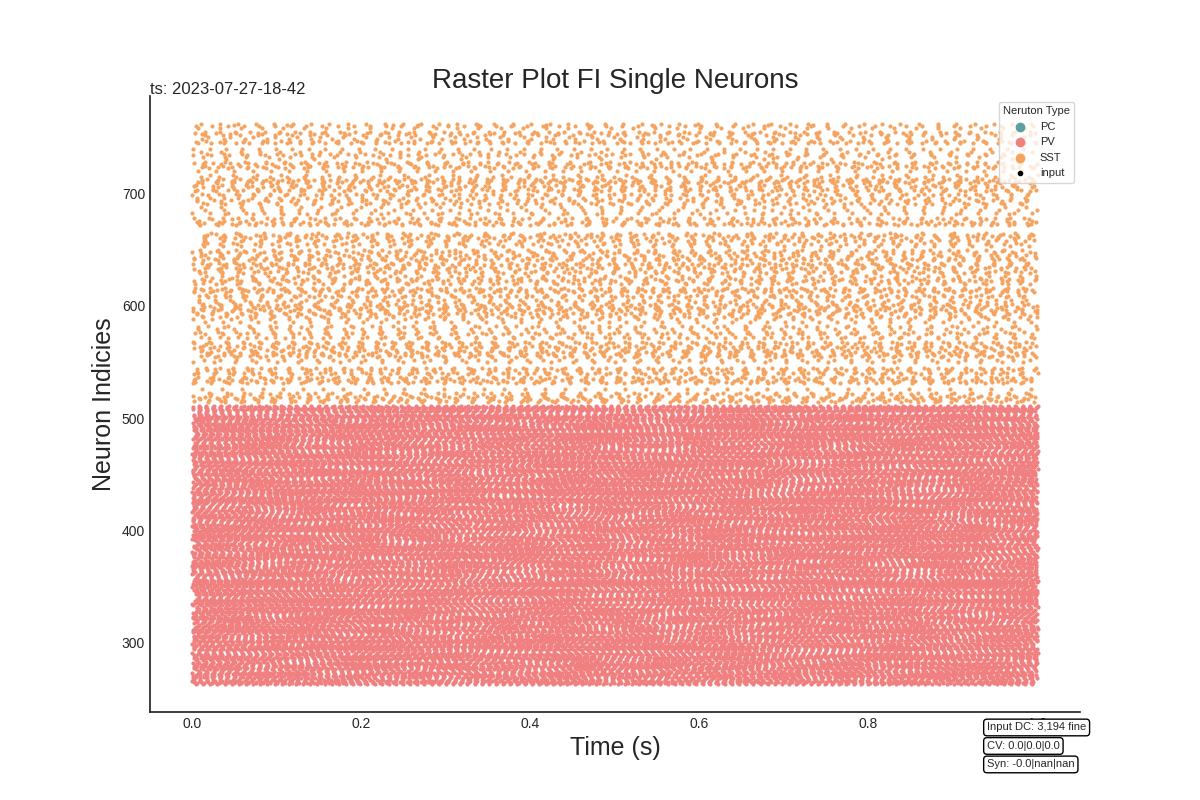 Raster Plot FI Single Neurons
ts: 2023-07-27-18-42
Neruton Type
PC
PV
SST
input
700
600
500
400
300
Neuron Indicies
0.0 0.2 0.4 0.6 0.8
Time (s)
Input DC: 3,194 fine
CV: 0.0|0.0|0.0
Syn: -0.0|nan|nan